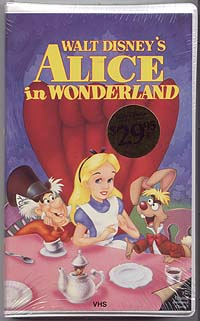 WALT DISNEY'S
ALICE
in WONDERLAND
$29.95
VHS